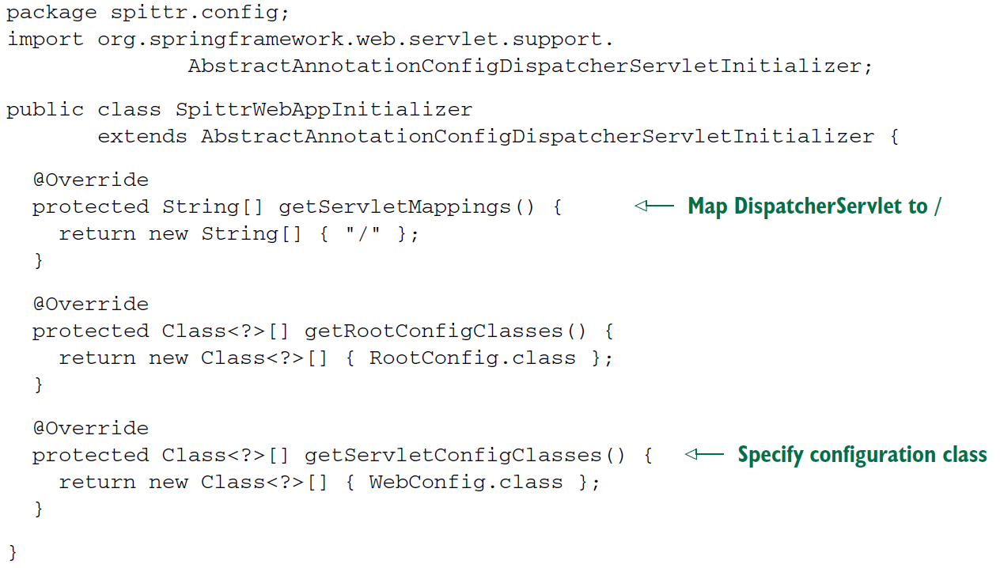 package spittr.config;
import org.springframework.web.servlet.support.
AbstractAnnotationConfigDispatcherServletInitializer;
public class SpittrWebAppInitializer
extends AbstractAnnotationConfigDispatcherServletInitializer {
@Override
protected String[] getServletMappings() { Map DispatcherServlet to /
return new String[] { "/" };
}
@Override
protected Class<?>[] getRootConfigClasses() {
return new Class<?>[] { RootConfig.class };
}
@Override
protected Class<?>[] getServletConfigClasses() { Specify configuration class
return new Class<?>[] { WebConfig.class };
}
}